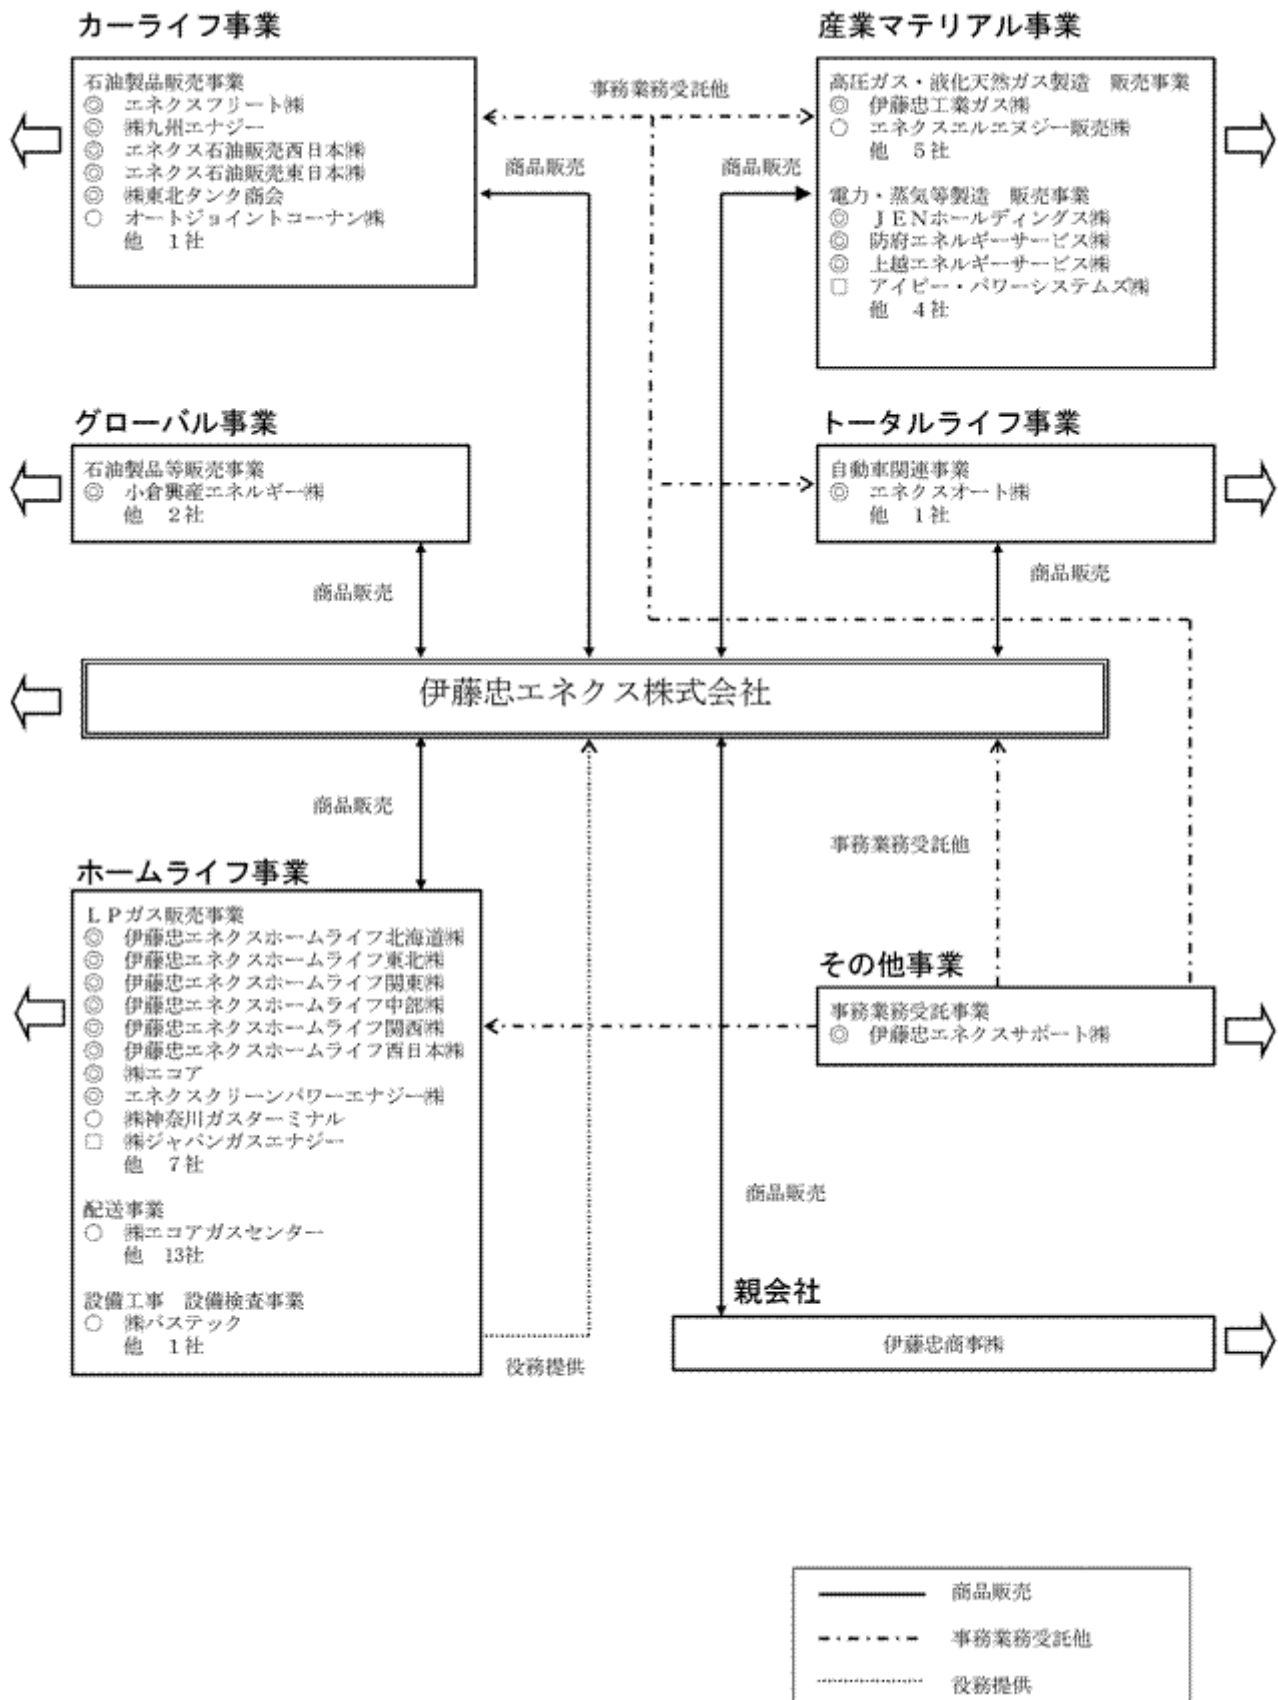 カーライフ事業
石油製品販売事業
◎ エネクスフリート㈱
◎ ㈱九州エナジー
◎ エネクス石油販売西日本㈱
◎ エネクス石油販売東日本㈱
◎ ㈱東北タンク商会
○ オートジョイントコーナン㈱
他 1社
事務業務受託他
商品販売
商品販売
産業マテリアル事業
高圧ガス・液化天然ガス製造 販売事業
◎ 伊藤忠工業ガス㈱
○ エネクスエルエヌジー販売㈱
他 5社
電力・蒸気等製造 販売事業
◎ JENホールディングス㈱
◎ 防府エネルギーサービス㈱
◎ 上越エネルギーサービス㈱
□ アイピー・パワーシステムズ㈱
他 4社
グローバル事業
石油製品等販売事業
◎ 小倉興産エネルギー㈱
他 2社
商品販売
トータルライフ事業
自動車関連事業
◎ エネクスオート㈱
他 1社
商品販売
伊藤忠エネクス株式会社
商品販売
事務業務受託他
ホームライフ事業
LPガス販売事業
◎ 伊藤忠エネクスホームライフ北海道㈱
◎ 伊藤忠エネクスホームライフ東北㈱
◎ 伊藤忠エネクスホームライフ関東㈱
◎ 伊藤忠エネクスホームライフ中部㈱
◎ 伊藤忠エネクスホームライフ関西㈱
◎ 伊藤忠エネクスホームライフ西日本㈱
◎ ㈱エコア
◎ エネクスクリーンパワーエナジー㈱
○ ㈱神奈川ガスターミナル
□ ㈱ジャパンガスエナジー
他 7社
配送事業
○ ㈱エコアガスセンター
他 13社
設備工事 設備検査事業
○ ㈱バステック
他 1社
役務提供
その他事業
事務業務受託事業
◎ 伊藤忠エネクスサポート㈱
商品販売
親会社
伊藤忠商事㈱
商品販売
事務業務受託他
役務提供